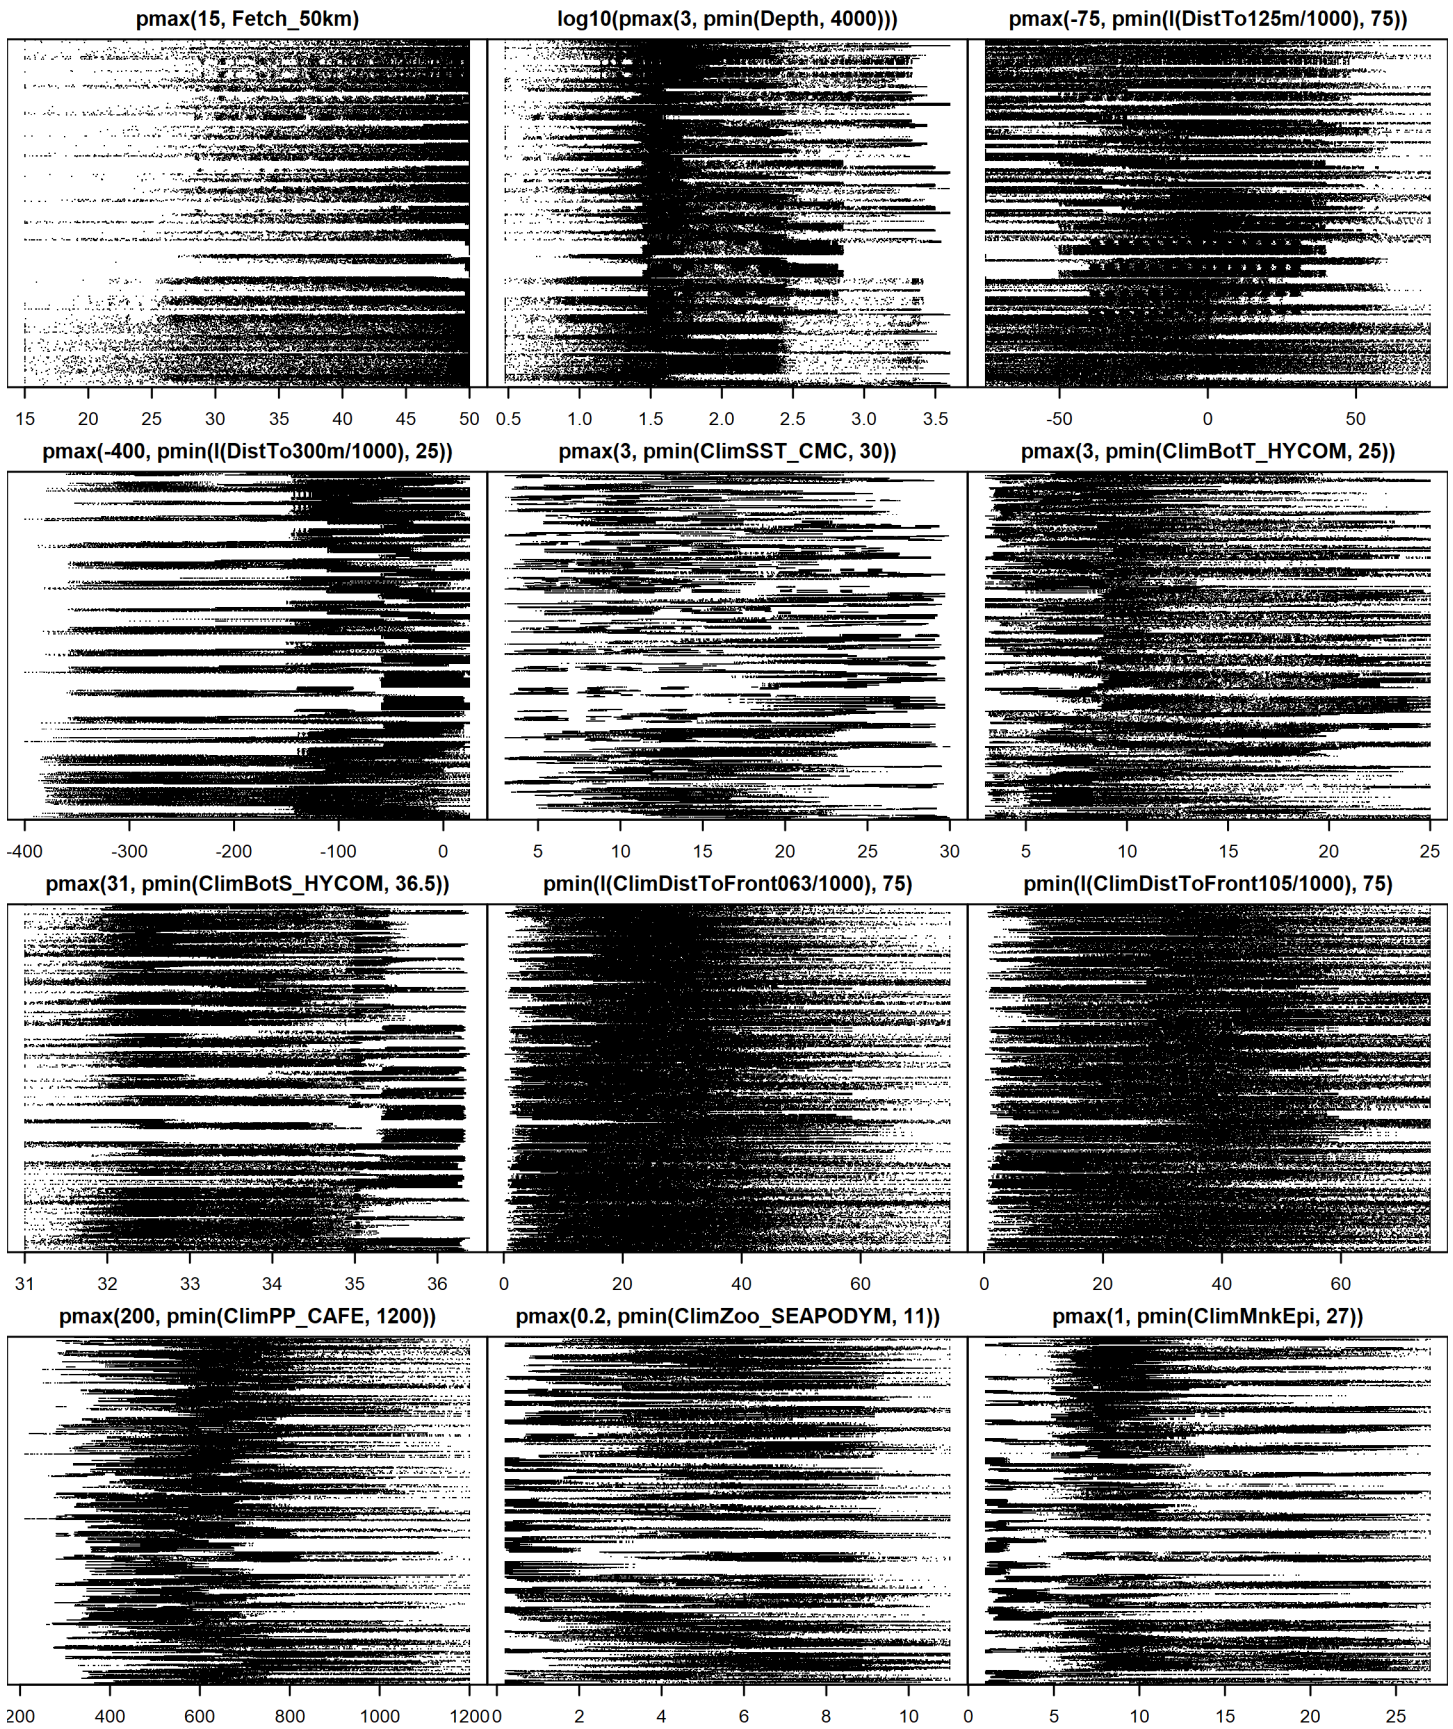 pmax(15, Fetch_50km) log10(pmax(3, pmin(Depth, 4000))) pmax(-75, pmin(I(DistTo125m/1000), 75))
15 20 25 30 35 40 45 50 0.5 1.0 1.5 2.0 2.5 3.0 3.5 -50 0 50
pmax(-400, pmin(I(DistTo300m/1000), 25)) pmax(3, pmin(ClimSST_CMC, 30)) pmax(3, pmin(ClimBotT_HYCOM, 25))
-400 -300 -200 -100 0 5 10 15 20 25 30 5 10 15 20 25
pmax(31, pmin(ClimBotS_HYCOM, 36.5)) pmin(I(ClimDistToFront063/1000), 75) pmin(I(ClimDistToFront105/1000), 75)
31 32 33 34 35 36 0 20 40 60 0 20 40 60
pmax(200, pmin(ClimPP_CAFE, 1200)) pmax(0.2, pmin(ClimZoo_SEAPODYM, 11)) pmax(1, pmin(ClimMnkEpi, 27))
200 400 600 800 1000 1200 0 2 4 6 8 10 0 5 10 15 20 25